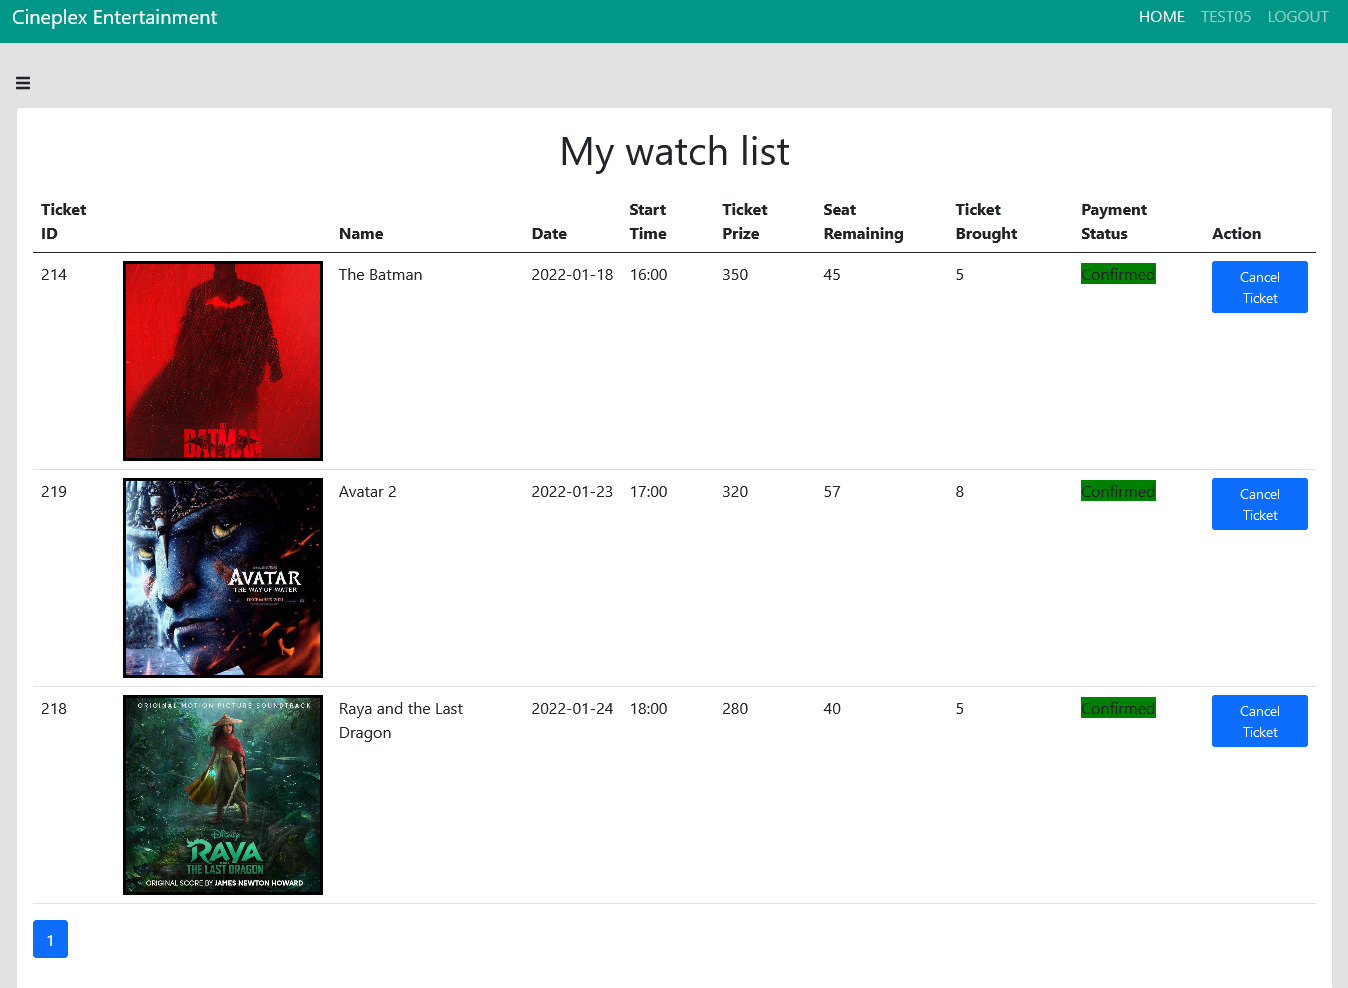 Cineplex Entertainment
HOME TEST05 LOGOUT
My watch list
Ticket ID Name Date Start Time Ticket Prize Seat Remaining Ticket Brought Payment Status Action
214 The Batman 2022-01-18 16:00 350 45 5 Confirmed Cancel Ticket
THE
BATMAN
219 Avatar 2 2022-01-23 17:00 320 57 8 Confirmed Cancel Ticket
AVATAR
THE WAY OF WATER
218 Raya and the Last Dragon 2022-01-24 18:00 280 40 5 Confirmed Cancel Ticket
ORIGINAL MOTION PICTURE SOUNDTRACK
Disney
RAYA
THE LAST DRAGON
ORIGINAL SCORE BY JAMES NEWTON HOWARD
1